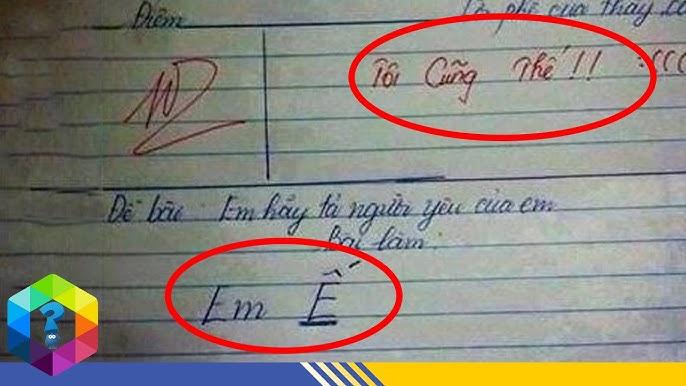 Điểm
Lời phê của thầy
10
Tôi Cũng Thế !! :(((
Đề bài: Em hãy tả người yêu của em
Bài làm:
Em Ế
?